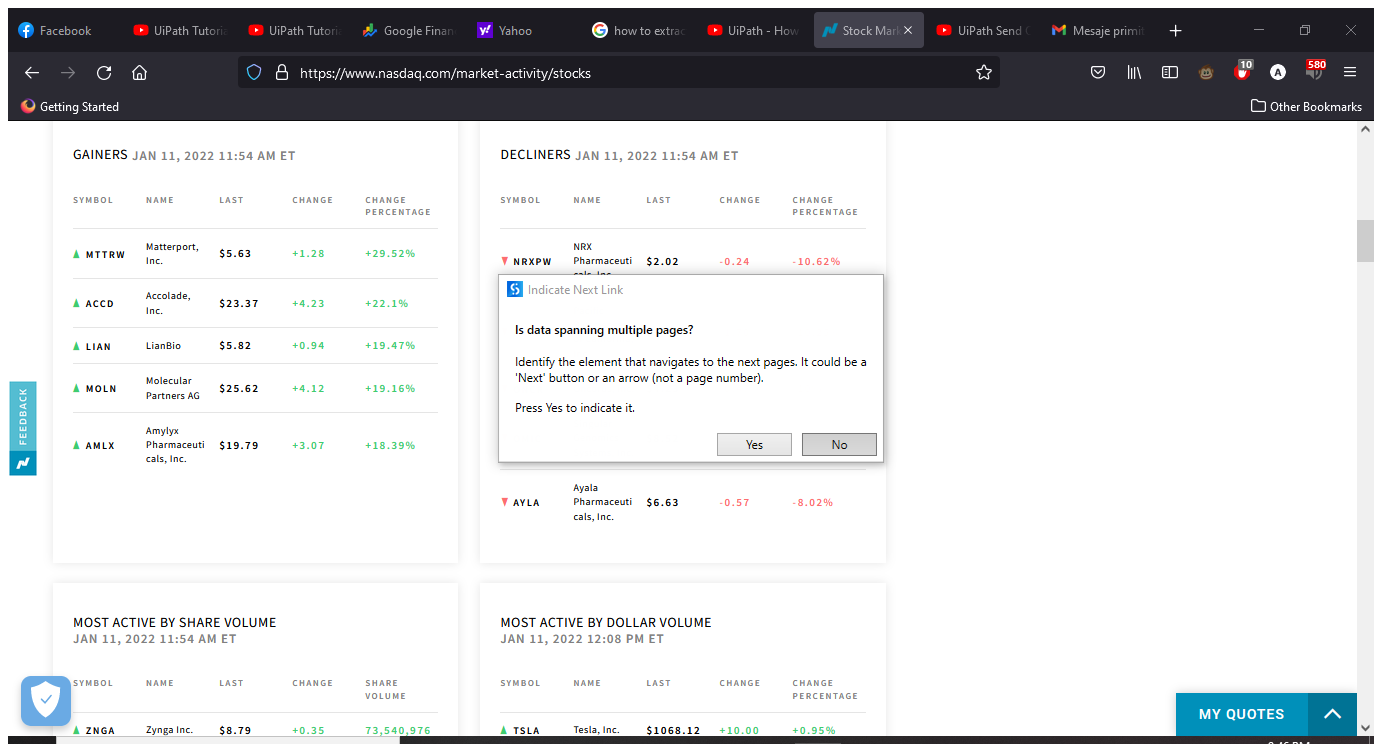 Facebook
UiPath Tutori
UiPath Tutori
Google Finan
Yahoo
how to extrac
UiPath - How
Stock Mar
UiPath Send
Mesaje primi
https://www.nasdaq.com/market-activity/stocks
10
A
580
Getting Started
Other Bookmarks
GAINERS JAN 11, 2022 11:54 AM ET
SYMBOL NAME LAST CHANGE CHANGE
PERCENTAGE
MTTRW Matterport, $5.63 +1.28 +29.52%
Inc.
ACCD Accolade, $23.37 +4.23 +22.1%
Inc.
LIAN LianBio $5.82 +0.94 +19.47%
MOLN Molecular $25.62 +4.12 +19.16%
Partners AG
Amylyx
AMLX Pharmaceuti $19.79 +3.07 +18.39%
cals, Inc.
DECLINERS JAN 11, 2022 11:54 AM ET
SYMBOL NAME LAST CHANGE CHANGE
PERCENTAGE
NRX
NRXPW Pharmaceuti $2.02 -0.24 -10.62%
Indicate Next Link
Is data spanning multiple pages?
Identify the element that navigates to the next pages. It could be a
'Next' button or an arrow (not a page number).
Press Yes to indicate it.
Yes No
Ayala
AYLA Pharmaceuti $6.63 -0.57 -8.02%
cals, Inc.
FEEDBACK
MOST ACTIVE BY SHARE VOLUME
JAN 11, 2022 11:54 AM ET
SYMBOL NAME LAST CHANGE SHARE
VOLUME
ZNGA Zynga Inc. $8.79 +0.35 73,540,976
MOST ACTIVE BY DOLLAR VOLUME
JAN 11, 2022 12:08 PM ET
SYMBOL NAME LAST CHANGE CHANGE
PERCENTAGE
TSLA Tesla, Inc. $1068.12 +10.00 +0.95%
MY QUOTES